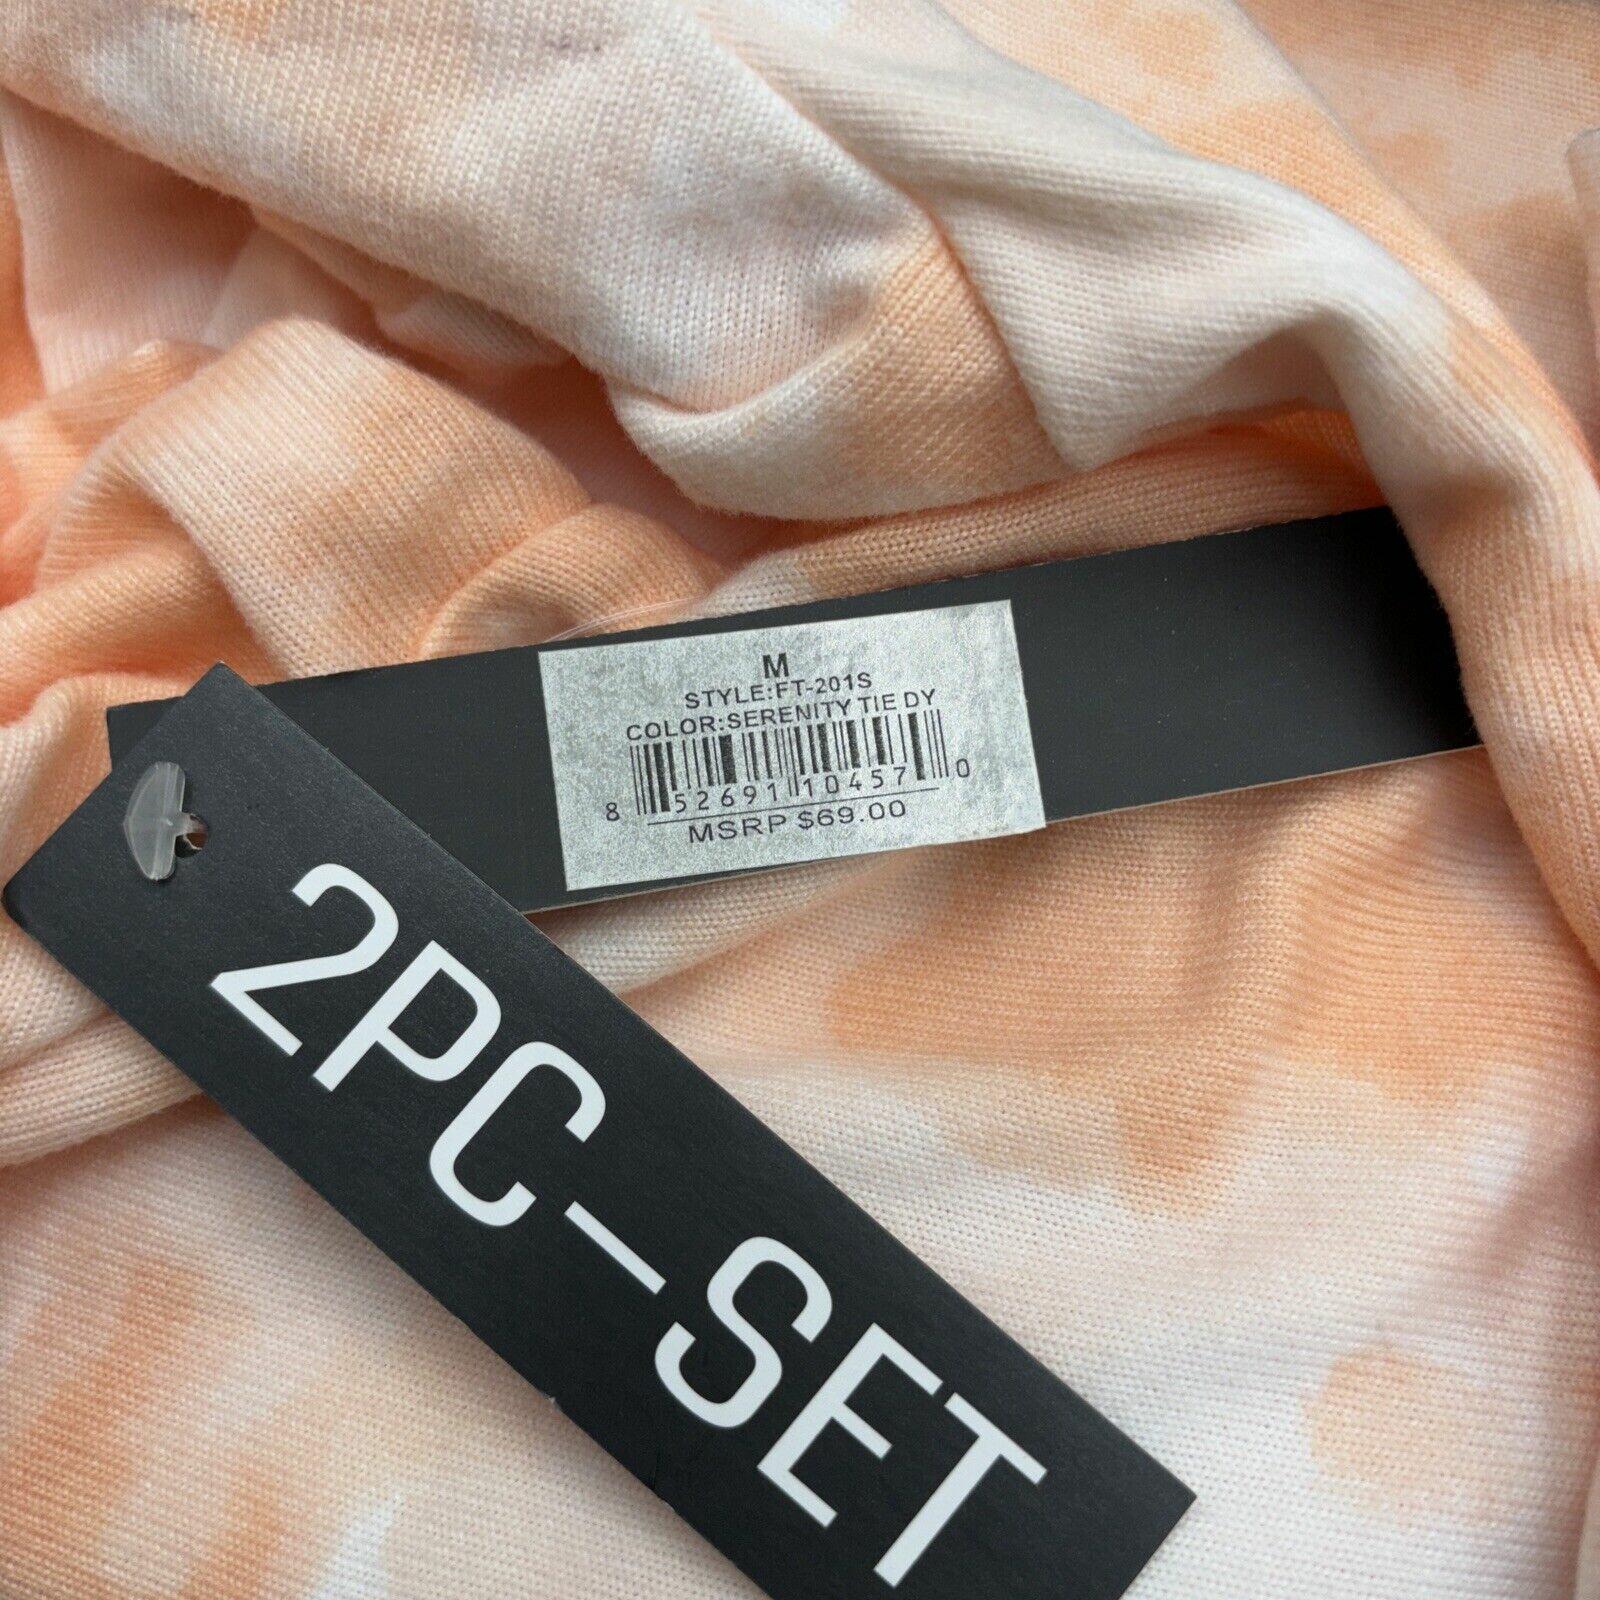 M
STYLE:FT-201S
COLOR:SERENITY TIE DY
8 52691 10457 0
MSRP $69.00
2PC-SET